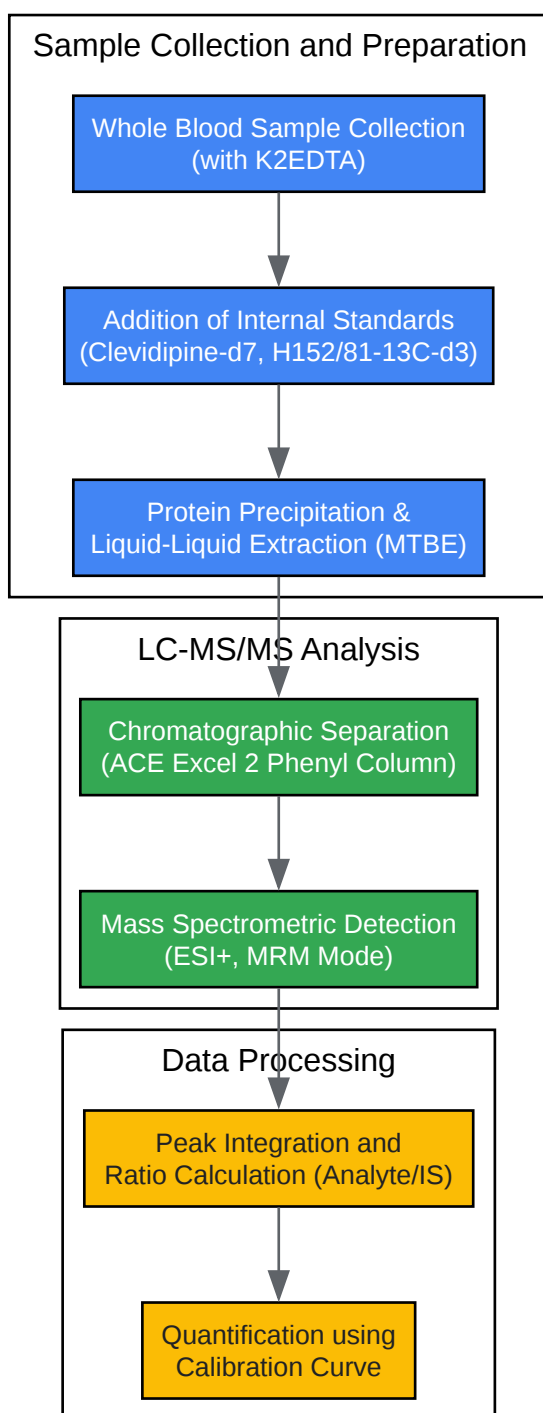 Sample Collection and Preparation
Whole Blood Sample Collection
(with K2EDTA)
Addition of Internal Standards
(Clevidipine-d7, H152/81-13C-d3)
Protein Precipitation &
Liquid-Liquid Extraction (MTBE)
LC-MS/MS Analysis
Chromatographic Separation
(ACE Excel 2 Phenyl Column)
Mass Spectrometric Detection
(ESI+, MRM Mode)
Data Processing
Peak Integration and
Ratio Calculation (Analyte/IS)
Quantification using
Calibration Curve